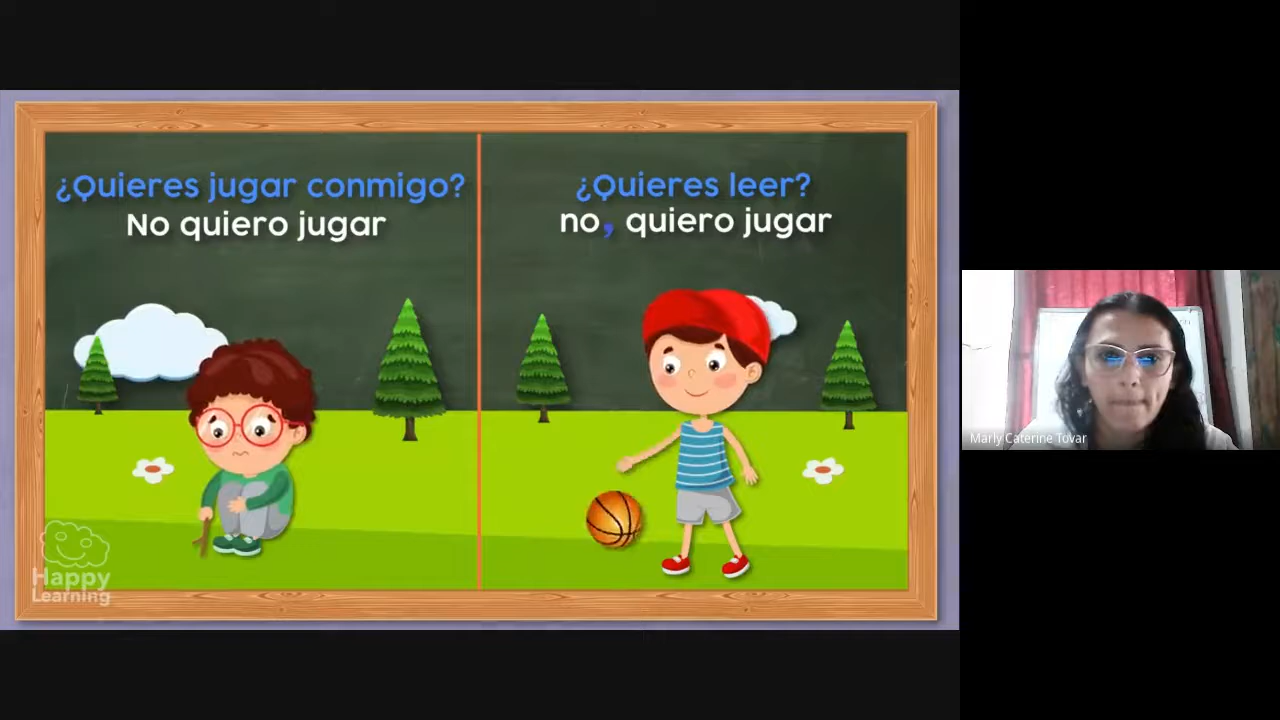 ¿Quieres jugar conmigo?
No quiero jugar
¿Quieres leer?
no, quiero jugar
Happy
Learning
Marly Caterine Tovar